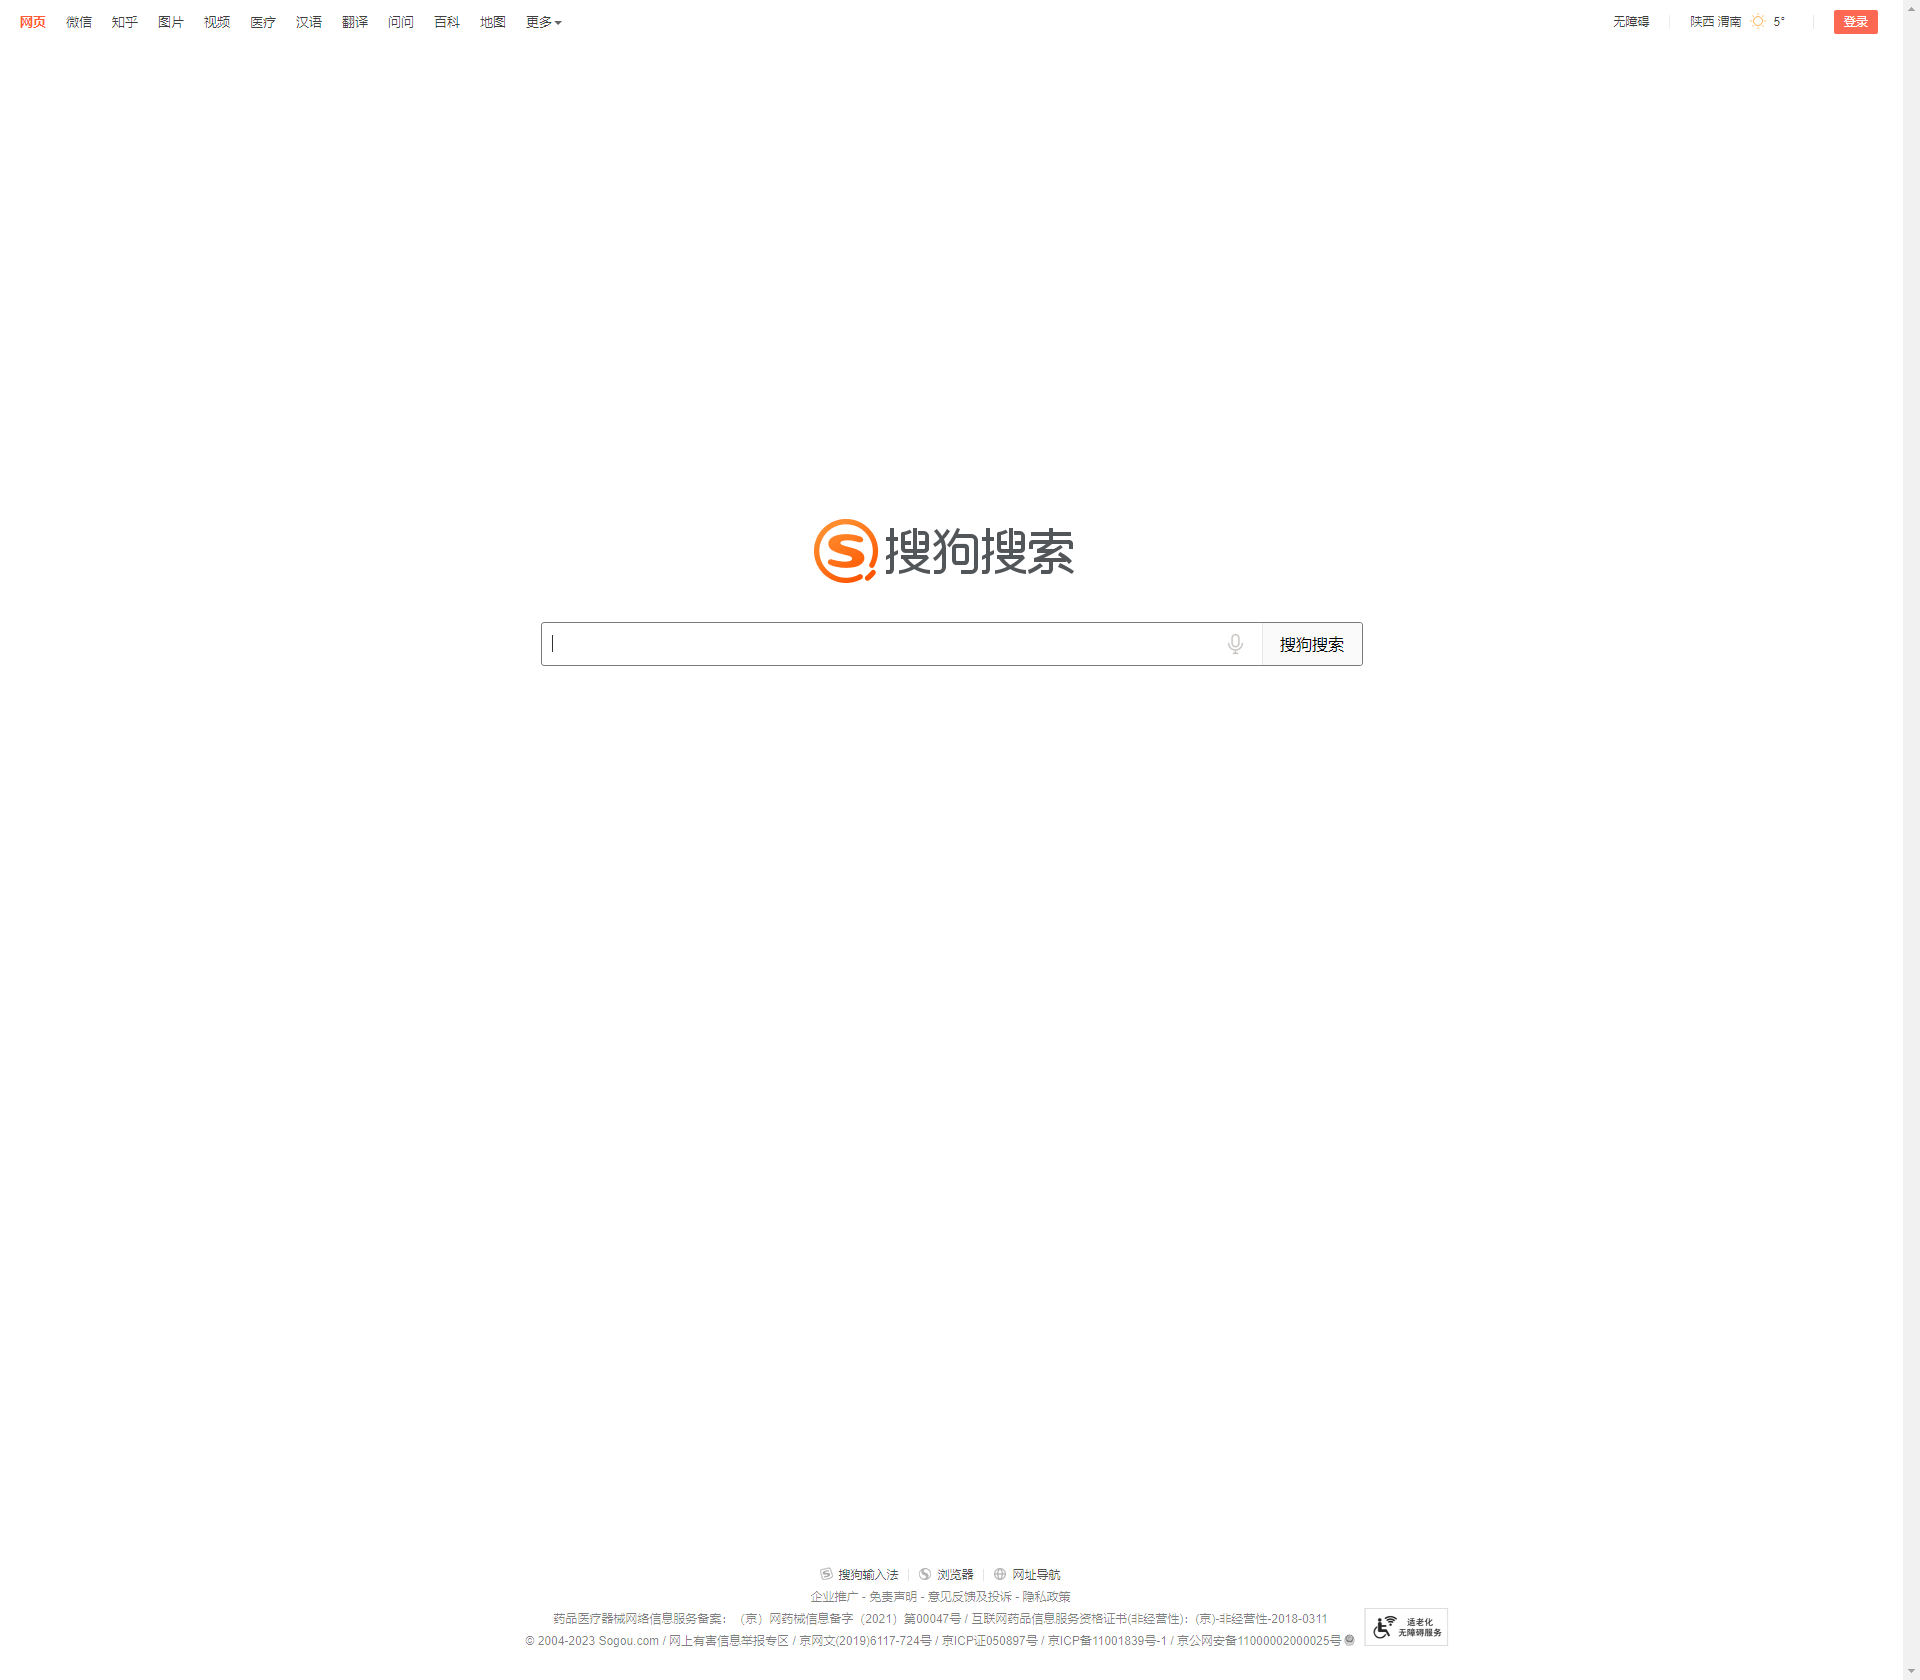 网页 微信 知乎 图片 视频 医疗 汉语 翻译 问问 百科 地图 更多 无障碍 陕西 渭南 5° 登录
搜狗搜索
搜狗搜索
搜狗输入法 浏览器 网址导航
企业推广 - 免责声明 - 意见反馈及投诉 - 隐私政策
药品医疗器械网络信息服务备案：（京）网药械信息备字（2021）第00047号 / 互联网药品信息服务资格证书(非经营性)：(京)-非经营性-2018-0311
© 2004-2023 Sogou.com / 网上有害信息举报专区 / 京网文(2019)6117-724号 / 京ICP证050897号 / 京ICP备11001839号-1 / 京公网安备11000002000025号
适老化
无障碍服务